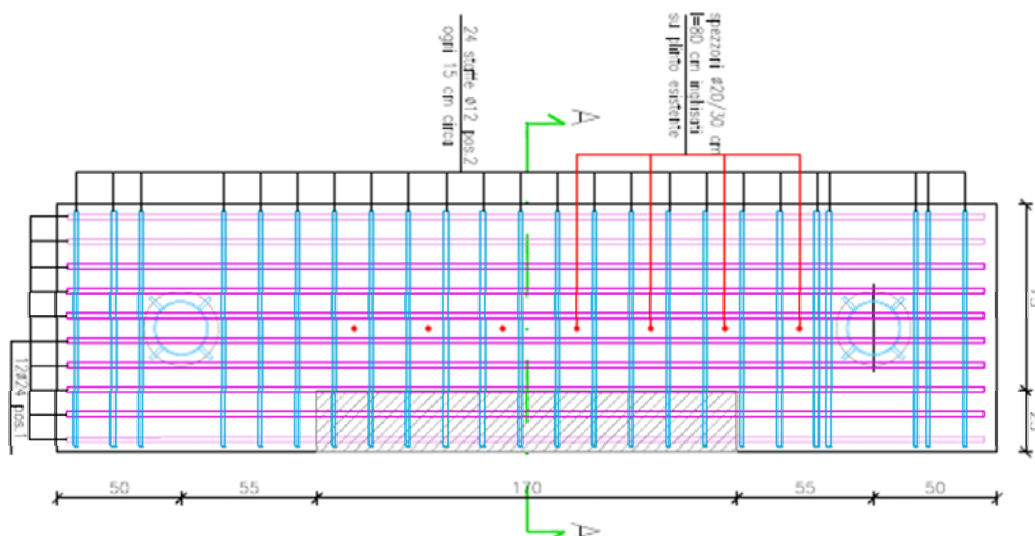 spezzoni ø20/30 cm
l=80 cm inghisati
su plinto esistente
24 staffe ø12 pos.2
ogni 15 cm circa
A
12ø24 pos.1
50
55
170
55
50
A